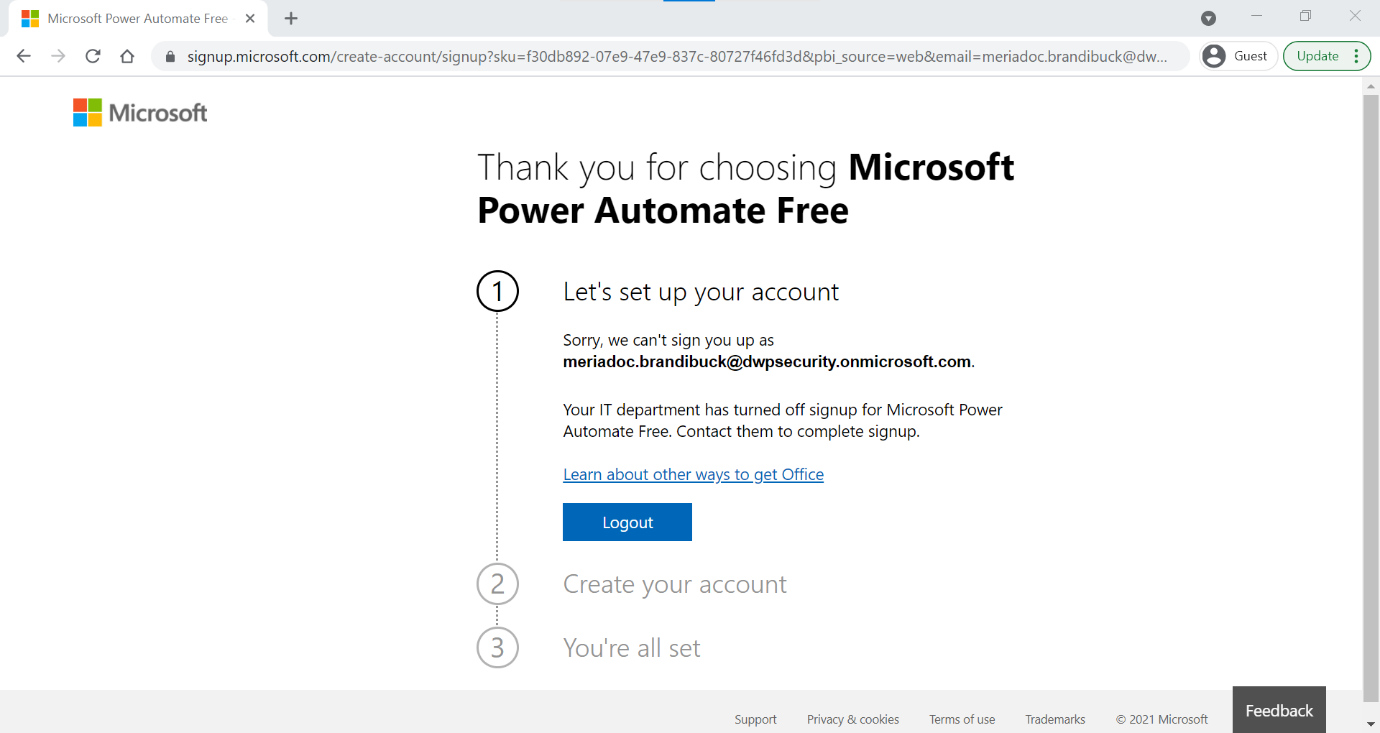 Microsoft Power Automate Free
signup.microsoft.com/create-account/signup?sku=f30db892-07e9-47e9-837c-80727f46fd3d&pbi_source=web&email=meriadoc.brandibuck@dw...
Guest
Update
Microsoft
Thank you for choosing Microsoft
Power Automate Free
1
Let's set up your account
Sorry, we can't sign you up as
meriadoc.brandibuck@dwpsecurity.onmicrosoft.com.
Your IT department has turned off signup for Microsoft Power
Automate Free. Contact them to complete signup.
Learn about other ways to get Office
Logout
2
Create your account
3
You're all set
Support
Privacy & cookies
Terms of use
Trademarks
© 2021 Microsoft
Feedback